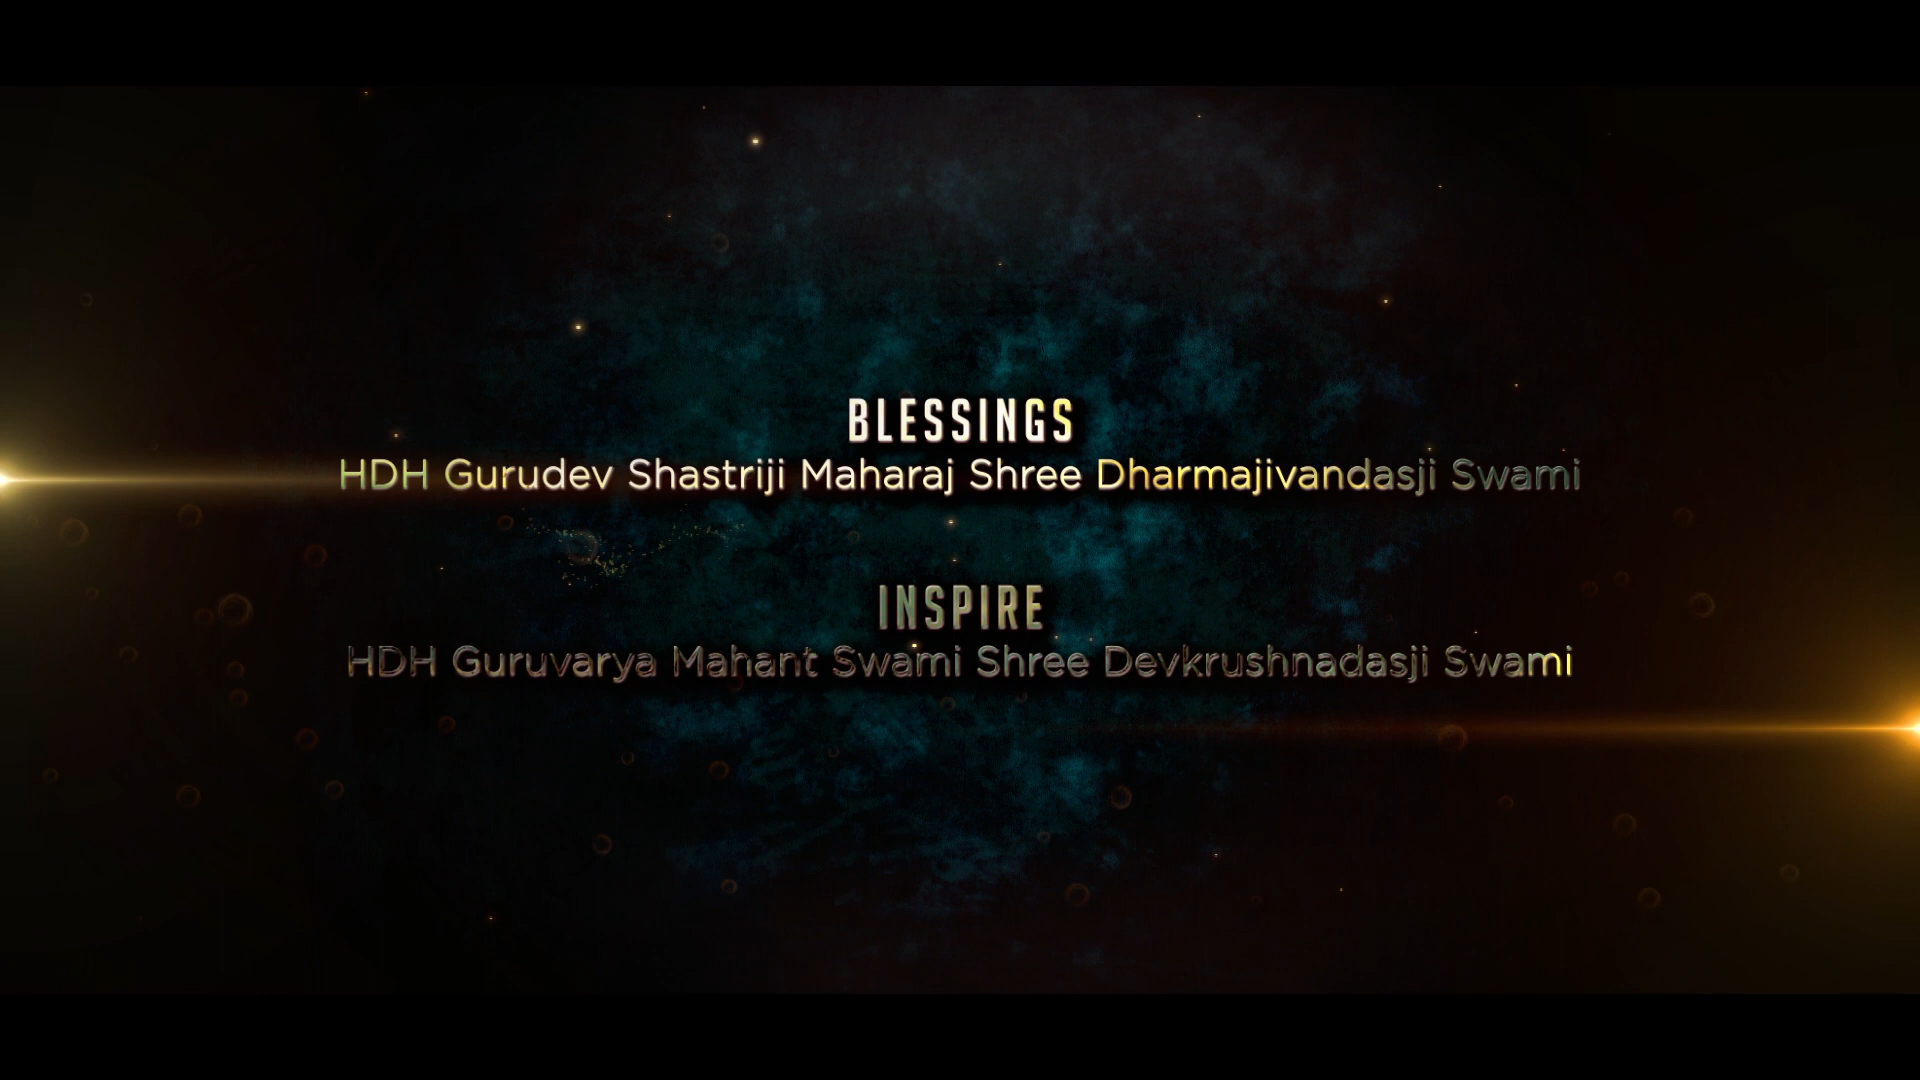 BLESSINGS
HDH Gurudev Shastriji Maharaj Shree Dharmajivandasji Swami
INSPIRE
HDH Guruvarya Mahant Swami Shree Devkrushnadasji Swami